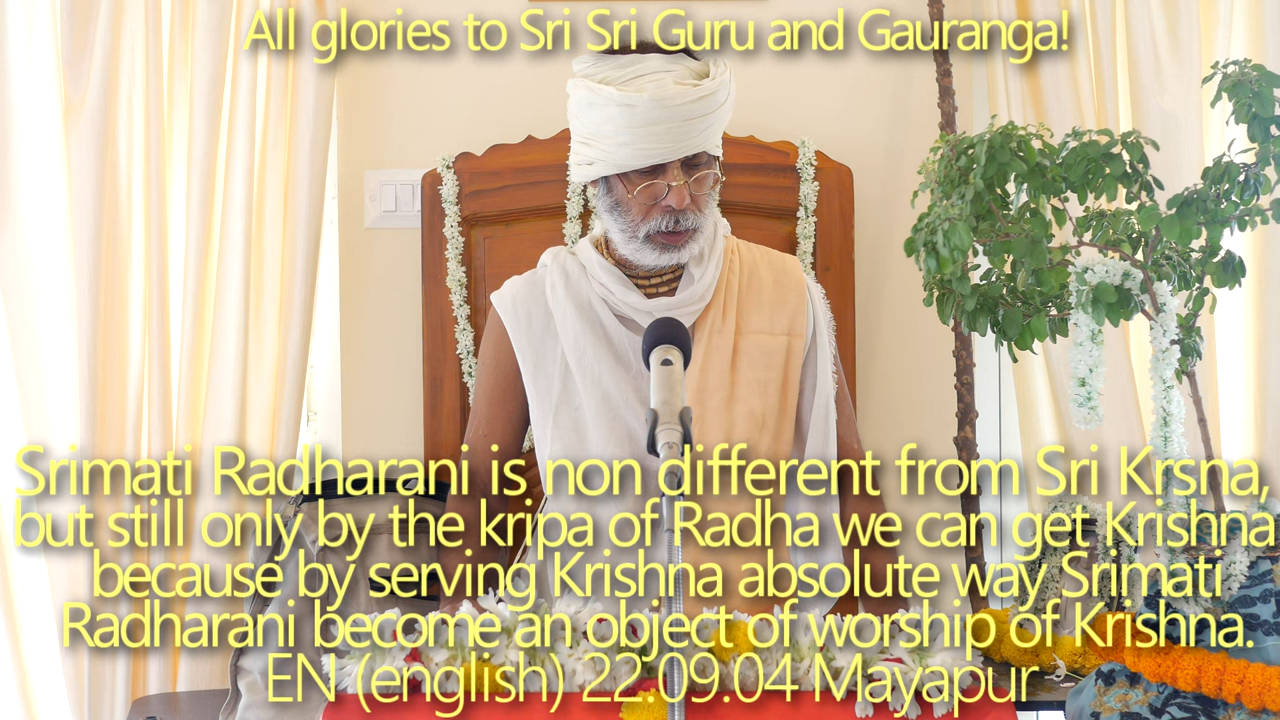 All glories to Sri Sri Guru and Gauranga!
Srimati Radharani is non different from Sri Krsna,
but still only by the kripa of Radha we can get Krishna
because by serving Krishna absolute way Srimati
Radharani become an object of worship of Krishna.
EN (english) 22.09.04 Mayapur